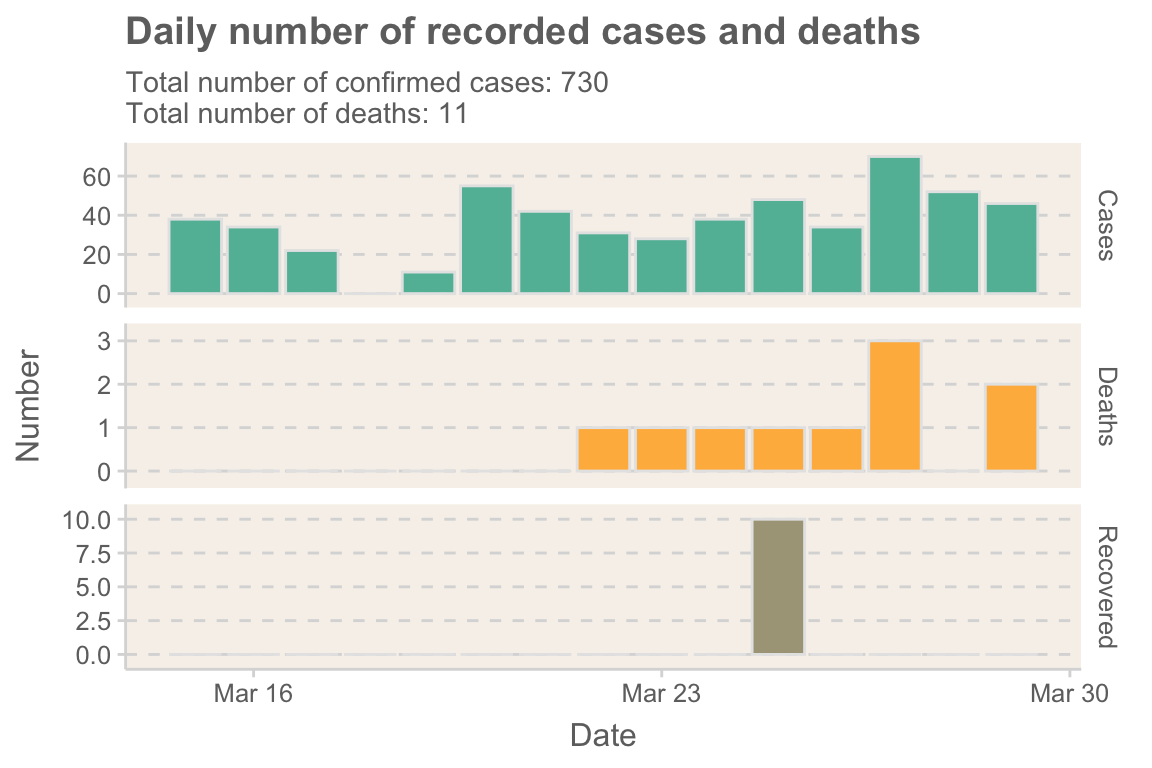 Daily number of recorded cases and deaths
Total number of confirmed cases: 730
Total number of deaths: 11
60
40
20
0
Cases
3
2
1
0
Deaths
Number
10.0
7.5
5.0
2.5
0.0
Recovered
Mar 16
Mar 23
Mar 30
Date